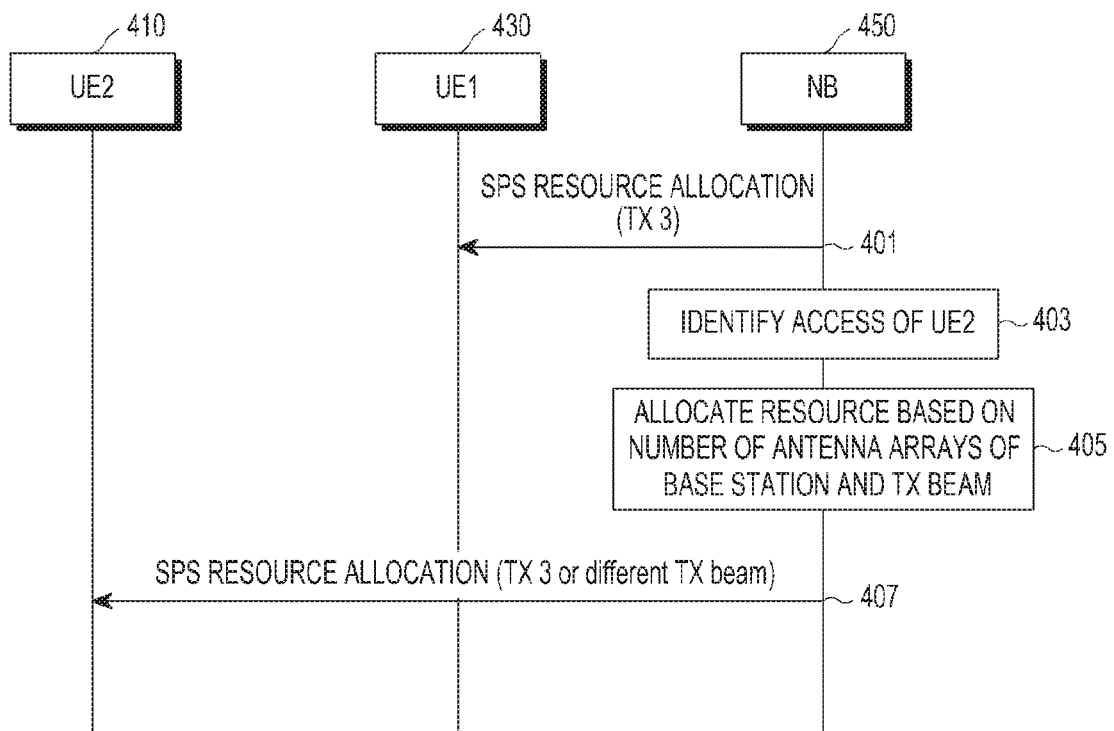 410
430
450
UE2
UE1
NB
SPS RESOURCE ALLOCATION
(TX 3)
401
IDENTIFY ACCESS OF UE2
403
ALLOCATE RESOURCE BASED ON
NUMBER OF ANTENNA ARRAYS OF
BASE STATION AND TX BEAM
405
SPS RESOURCE ALLOCATION (TX 3 or different TX beam)
407